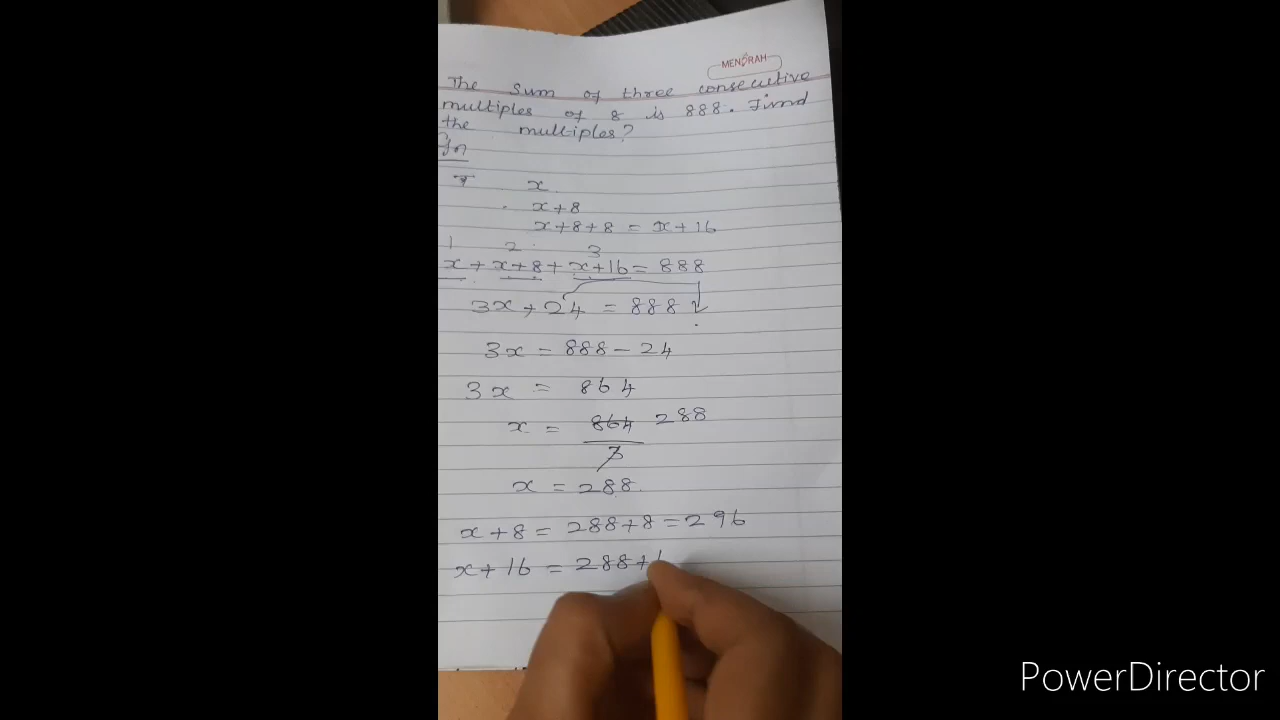 MENORAH
The sum of three consecutive
multiples of 8 is 888. Find
the multiples?
x
x+8
x+8+8 = x+16
1 2 3
x + x+8 + x+16 = 888
3x + 24 = 888
3x = 888 - 24
3x = 864
x = 864 288
3
x = 288
x+8 = 288+8 = 296
x+16 = 288+1
PowerDirector